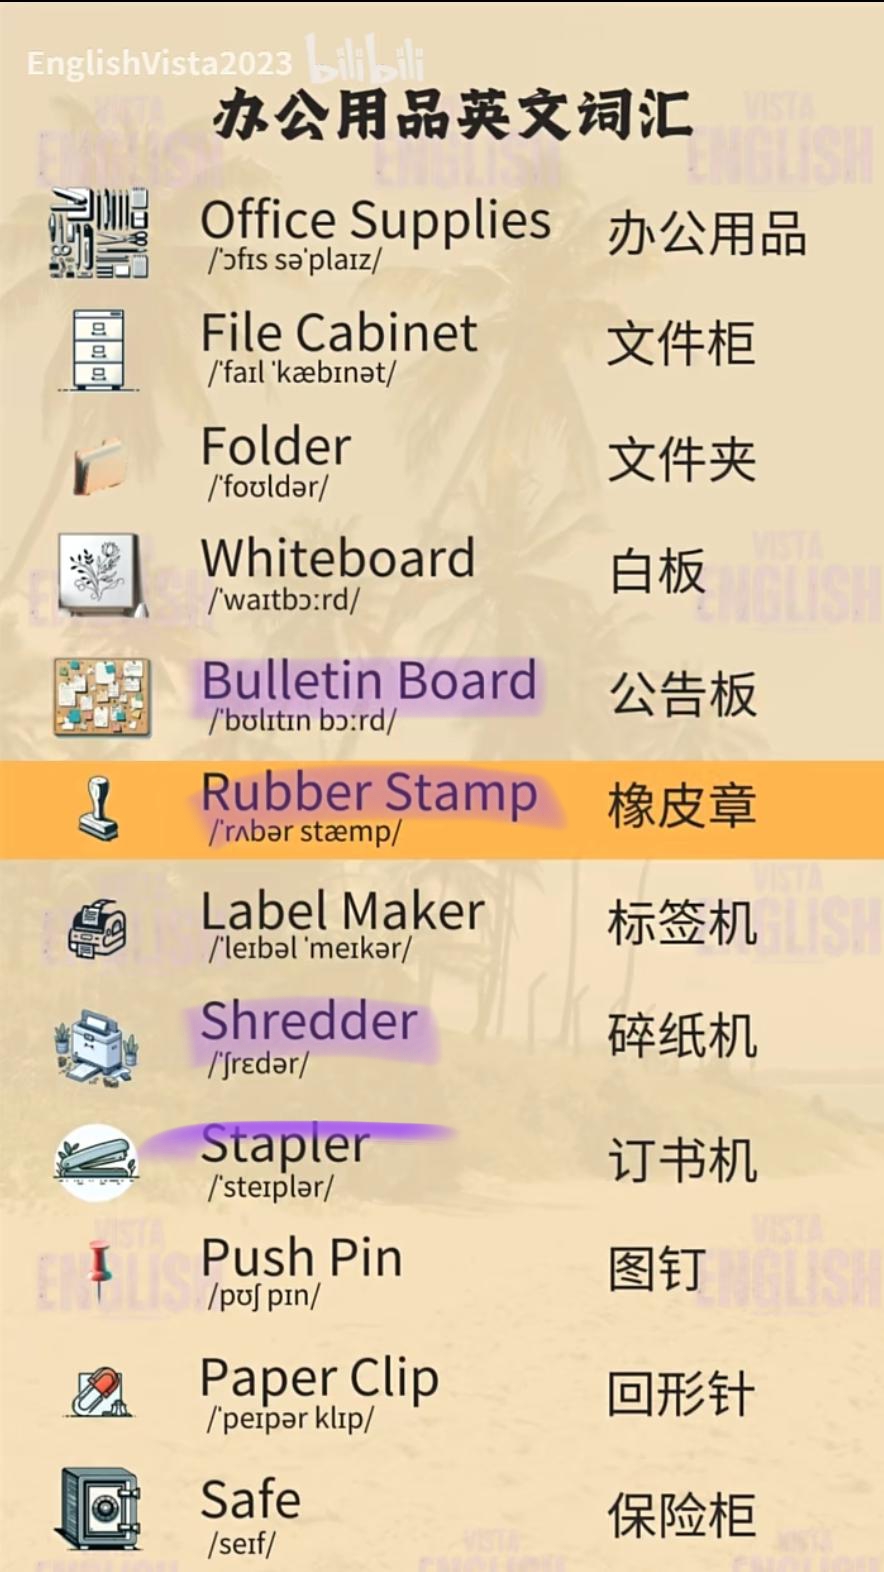 EnglishVista2023 bilibili
办公用品英文词汇
Office Supplies 办公用品
/ˈɔfɪs səˈplaɪz/
File Cabinet 文件柜
/ˈfaɪl ˈkæbɪnət/
Folder 文件夹
/ˈfoʊldər/
Whiteboard 白板
/ˈwaɪtbɔːrd/
Bulletin Board 公告板
/ˈbʊlɪtɪn bɔːrd/
Rubber Stamp 橡皮章
/ˈrʌbər stæmp/
Label Maker 标签机
/ˈleɪbəl ˈmeɪkər/
Shredder 碎纸机
/ˈʃrɛdər/
Stapler 订书机
/ˈsteɪplər/
Push Pin 图钉
/pʊʃ pɪn/
Paper Clip 回形针
/ˈpeɪpər klɪp/
Safe 保险柜
/seɪf/
VISTA
ENGLISH